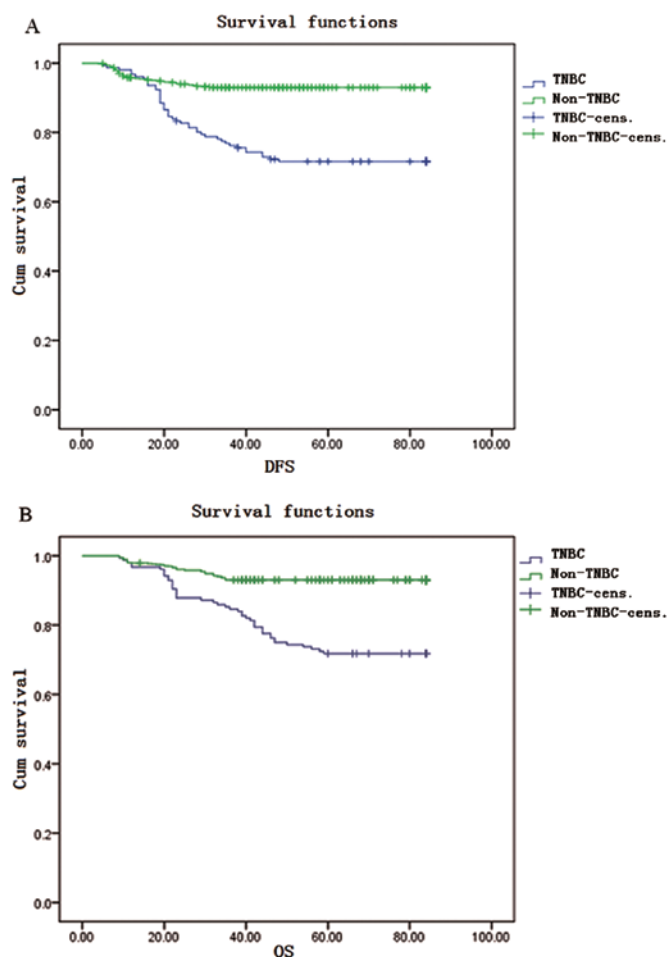 A
Survival functions
TNBC
Non-TNBC
TNBC-cens.
Non-TNBC-cens.
Cum survival
1.0
0.8
0.6
0.4
0.2
0.0
0.00 20.00 40.00 60.00 80.00 100.00
DFS
B
Survival functions
TNBC
Non-TNBC
TNBC-cens.
Non-TNBC-cens.
Cum survival
1.0
0.8
0.6
0.4
0.2
0.0
0.00 20.00 40.00 60.00 80.00 100.00
OS